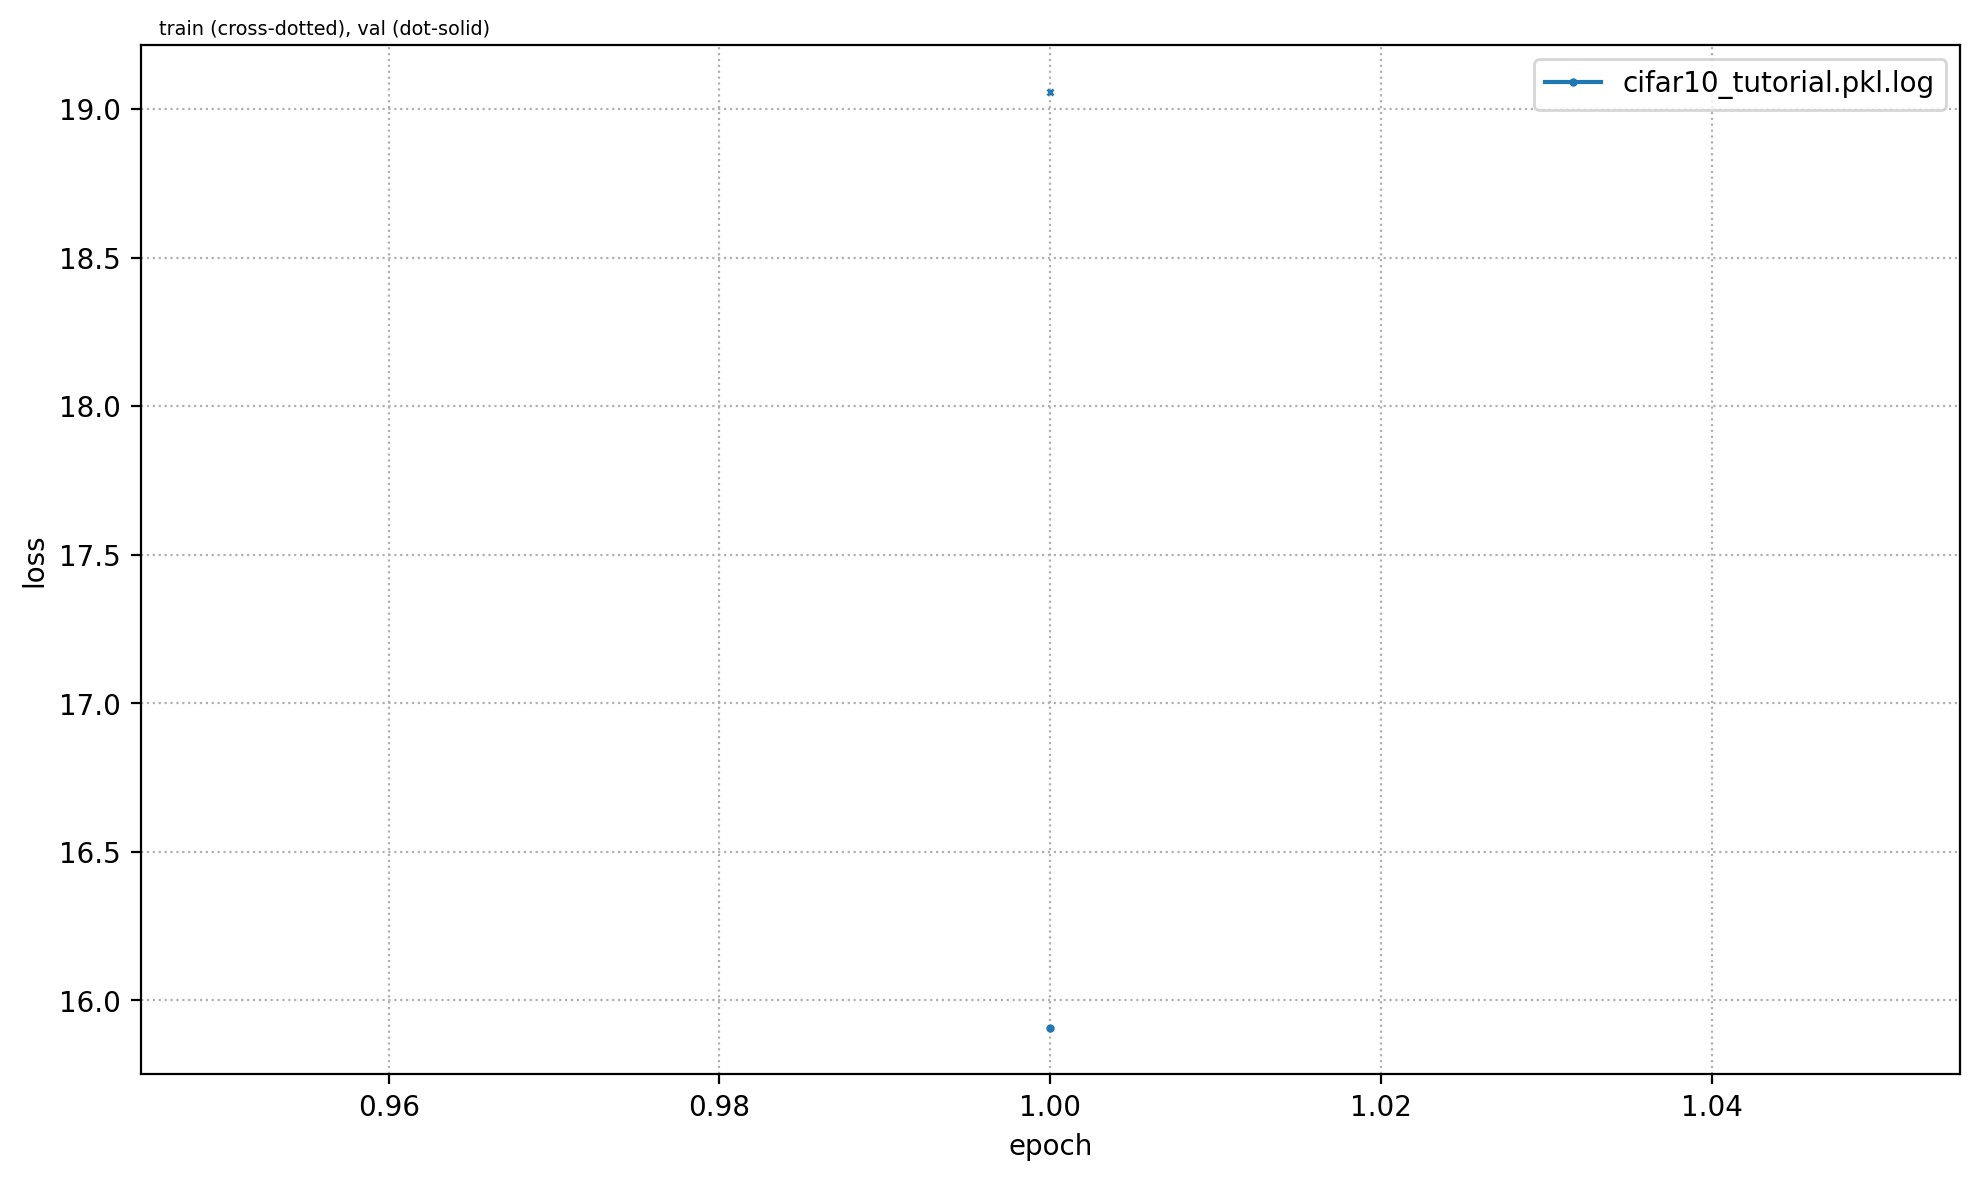 train (cross-dotted), val (dot-solid)
cifar10_tutorial.pkl.log
19.0
18.5
18.0
17.5
17.0
16.5
16.0
loss
0.96 0.98 1.00 1.02 1.04
epoch